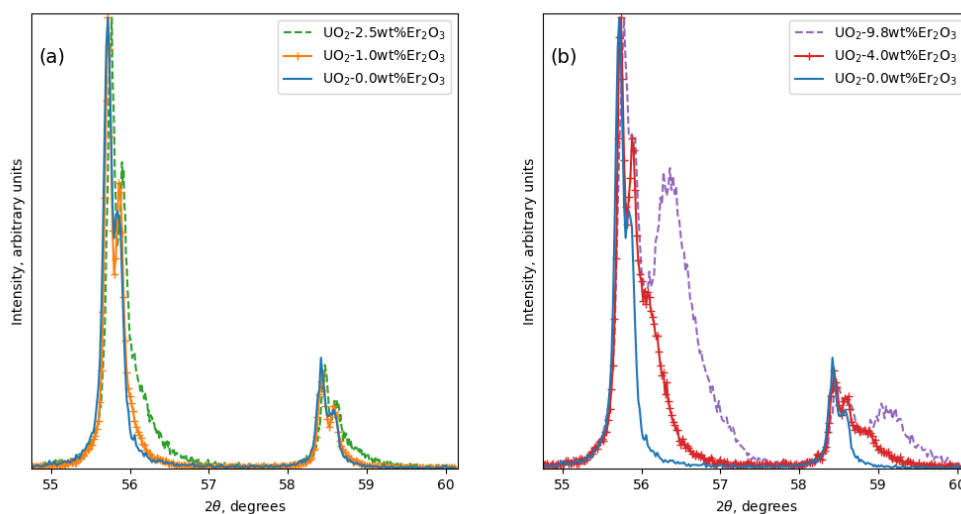 (a)
UO₂-2.5wt%Er₂O₃
UO₂-1.0wt%Er₂O₃
UO₂-0.0wt%Er₂O₃
Intensity, arbitrary units
55 56 57 58 59 60
2θ, degrees
(b)
UO₂-9.8wt%Er₂O₃
UO₂-4.0wt%Er₂O₃
UO₂-0.0wt%Er₂O₃
Intensity, arbitrary units
55 56 57 58 59 60
2θ, degrees